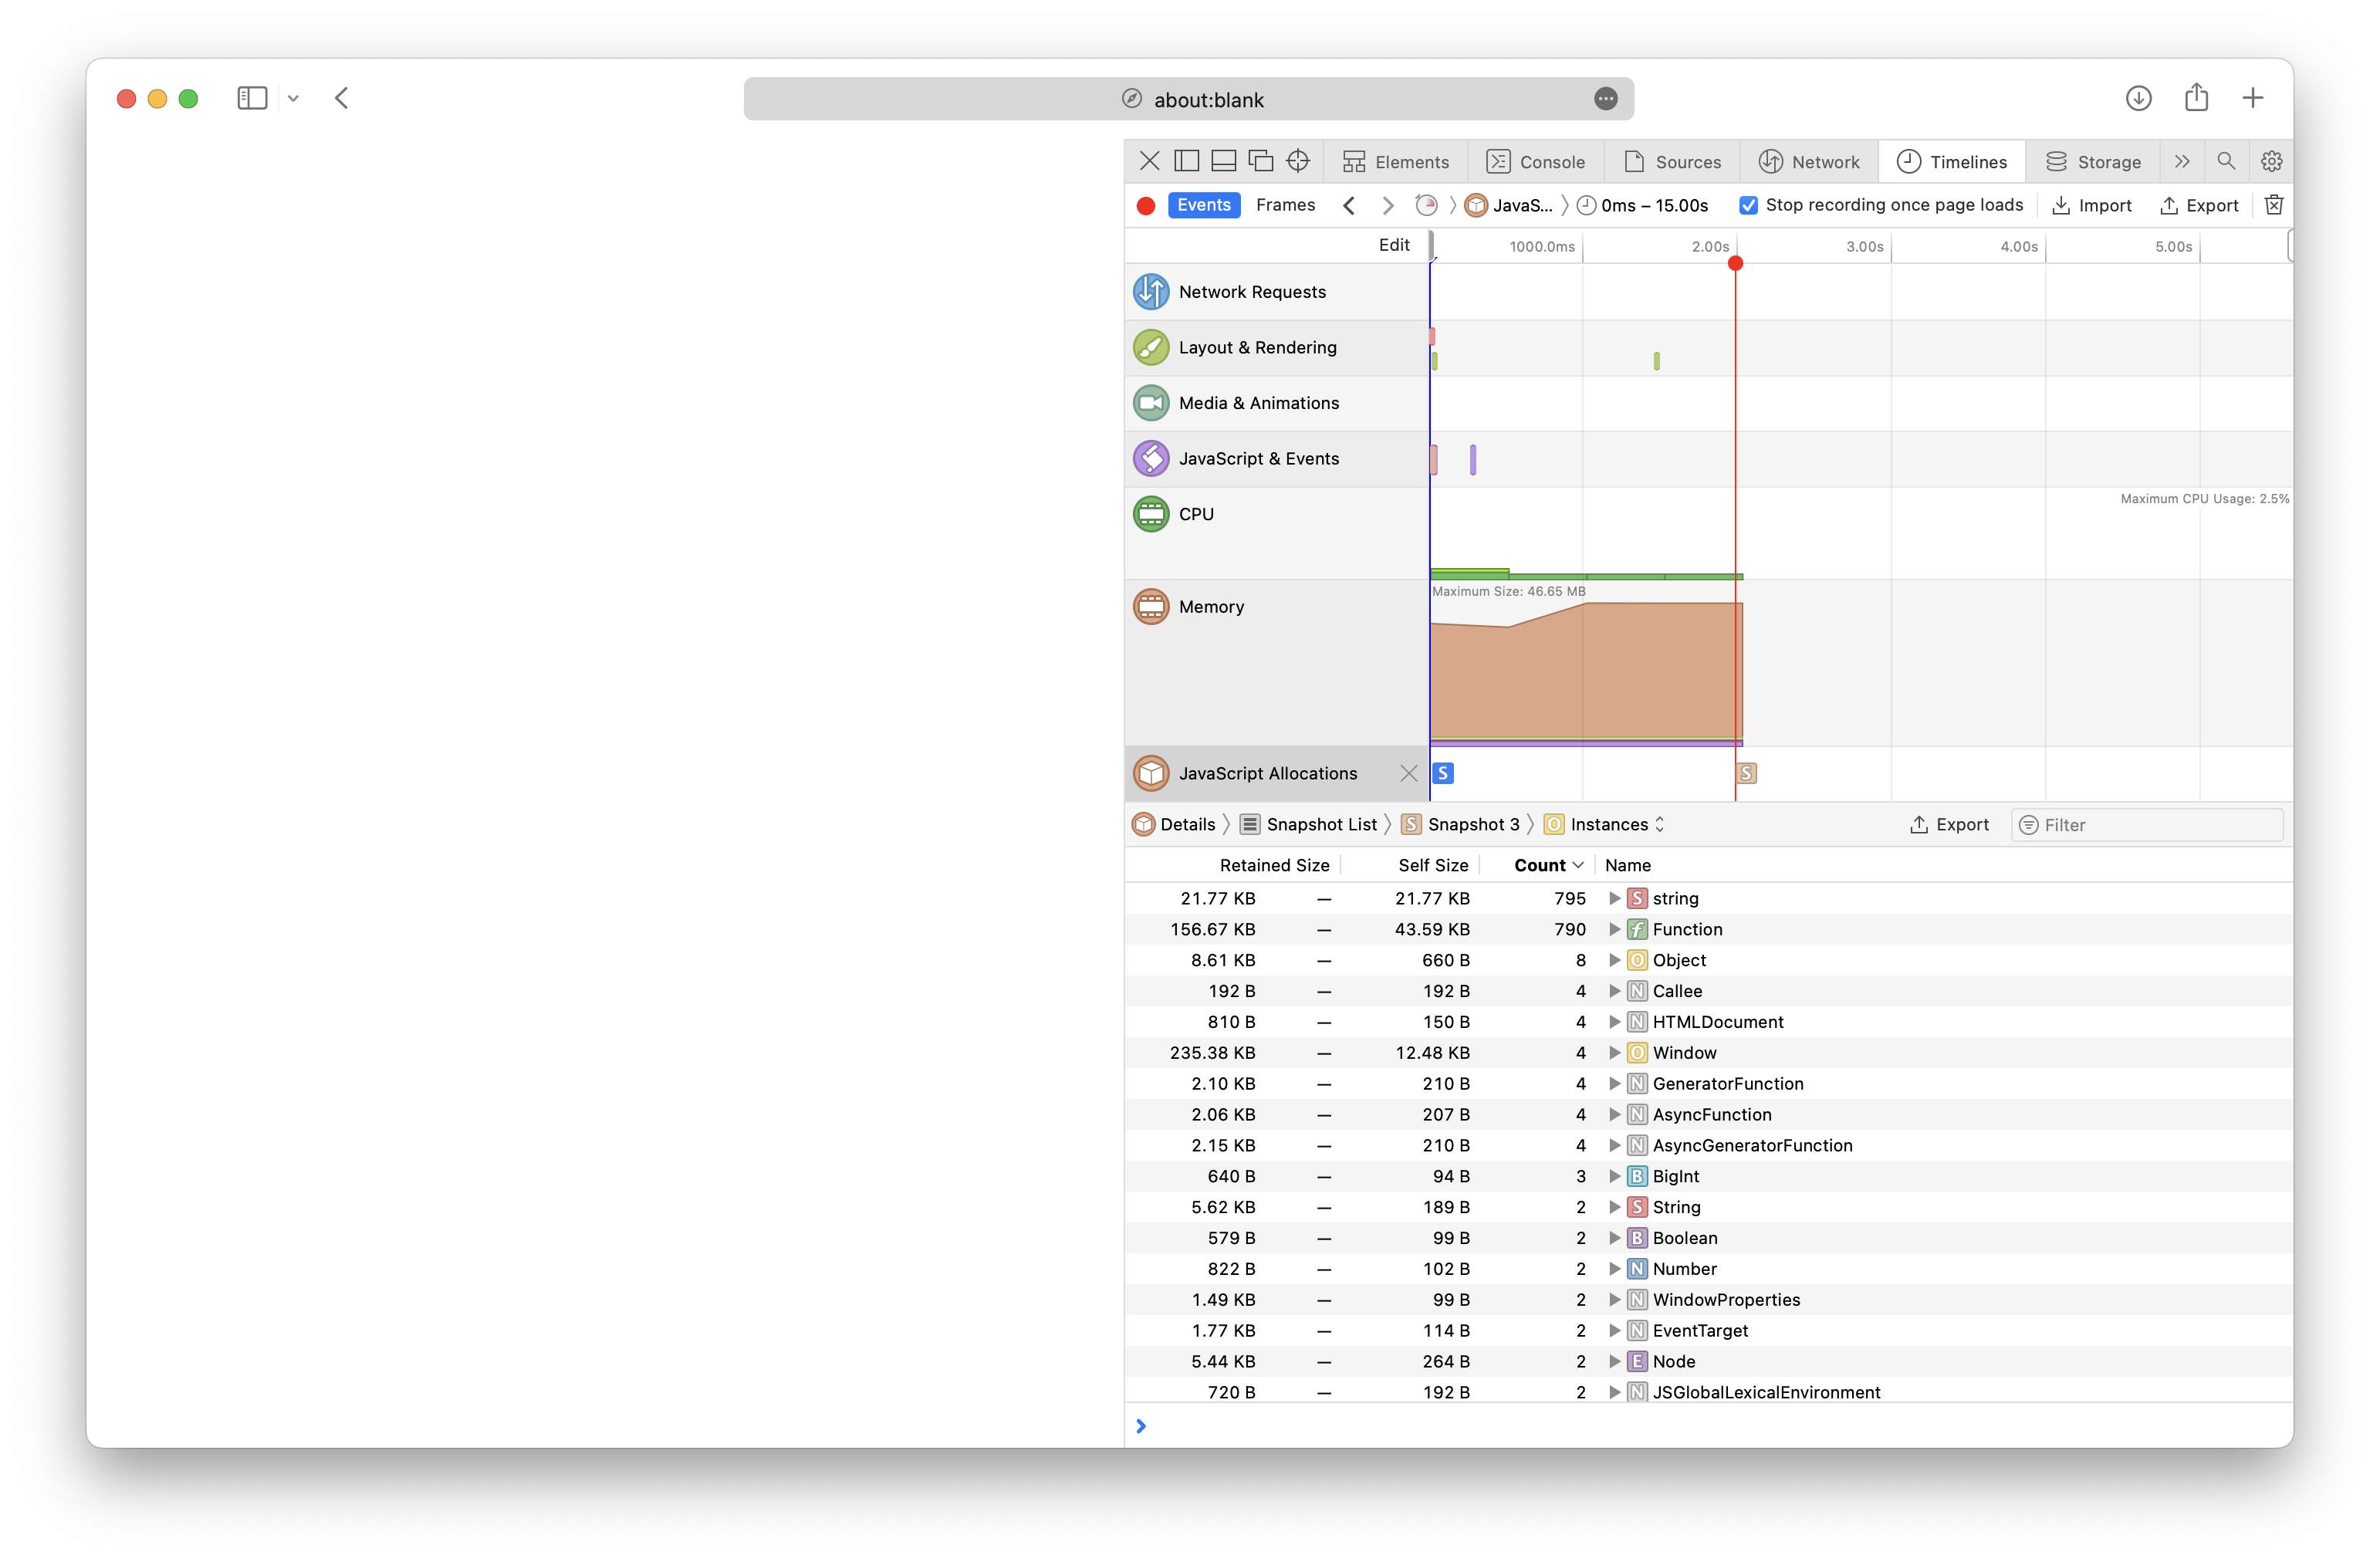 about:blank
Elements Console Sources Network Timelines Storage
Events Frames JavaS... 0ms – 15.00s Stop recording once page loads Import Export
Edit 1000.0ms 2.00s 3.00s 4.00s 5.00s
Network Requests
Layout & Rendering
Media & Animations
JavaScript & Events
Maximum CPU Usage: 2.5%
CPU
Maximum Size: 46.65 MB
Memory
JavaScript Allocations S S
Details Snapshot List S Snapshot 3 O Instances Export Filter
Retained Size Self Size Count Name
21.77 KB — 21.77 KB 795 S string
156.67 KB — 43.59 KB 790 f Function
8.61 KB — 660 B 8 O Object
192 B — 192 B 4 N Callee
810 B — 150 B 4 N HTMLDocument
235.38 KB — 12.48 KB 4 O Window
2.10 KB — 210 B 4 N GeneratorFunction
2.06 KB — 207 B 4 N AsyncFunction
2.15 KB — 210 B 4 N AsyncGeneratorFunction
640 B — 94 B 3 B BigInt
5.62 KB — 189 B 2 S String
579 B — 99 B 2 B Boolean
822 B — 102 B 2 N Number
1.49 KB — 99 B 2 N WindowProperties
1.77 KB — 114 B 2 N EventTarget
5.44 KB — 264 B 2 E Node
720 B — 192 B 2 N JSGlobalLexicalEnvironment